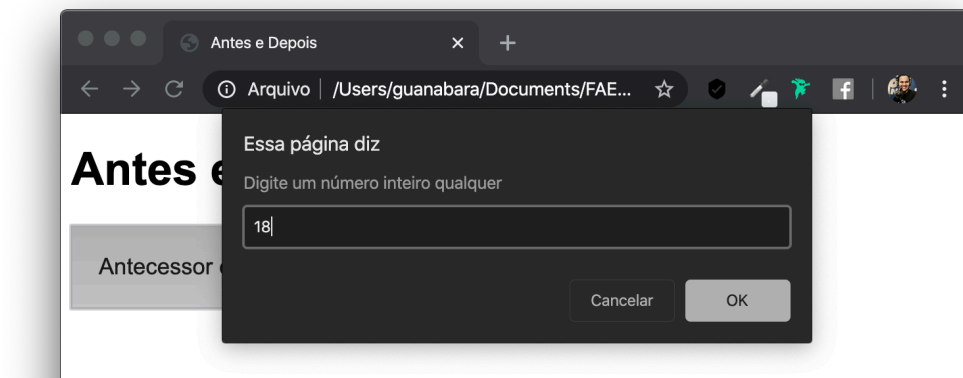 Antes e Depois
Arquivo | /Users/guanabara/Documents/FAE...
Essa página diz
Antes
Digite um número inteiro qualquer
18
Antecessor
Cancelar
OK